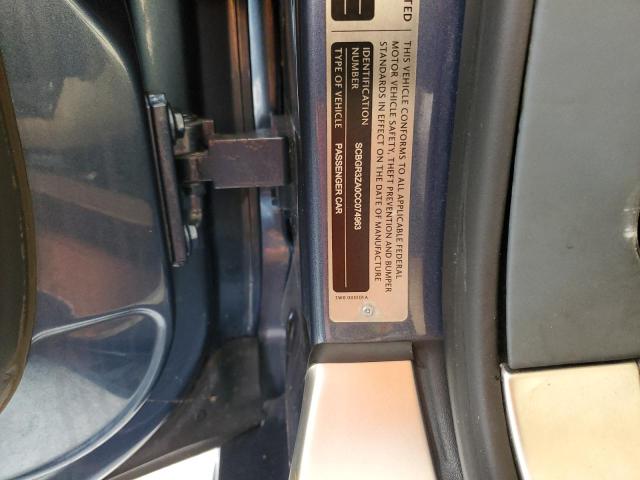 TED
THIS VEHICLE CONFORMS TO ALL APPLICABLE FEDERAL
MOTOR VEHICLE SAFETY, THEFT PREVENTION AND BUMPER
STANDARDS IN EFFECT ON THE DATE OF MANUFACTURE
IDENTIFICATION
NUMBER
SCBGR3ZA0CC074963
TYPE OF VEHICLE
PASSENGER CAR